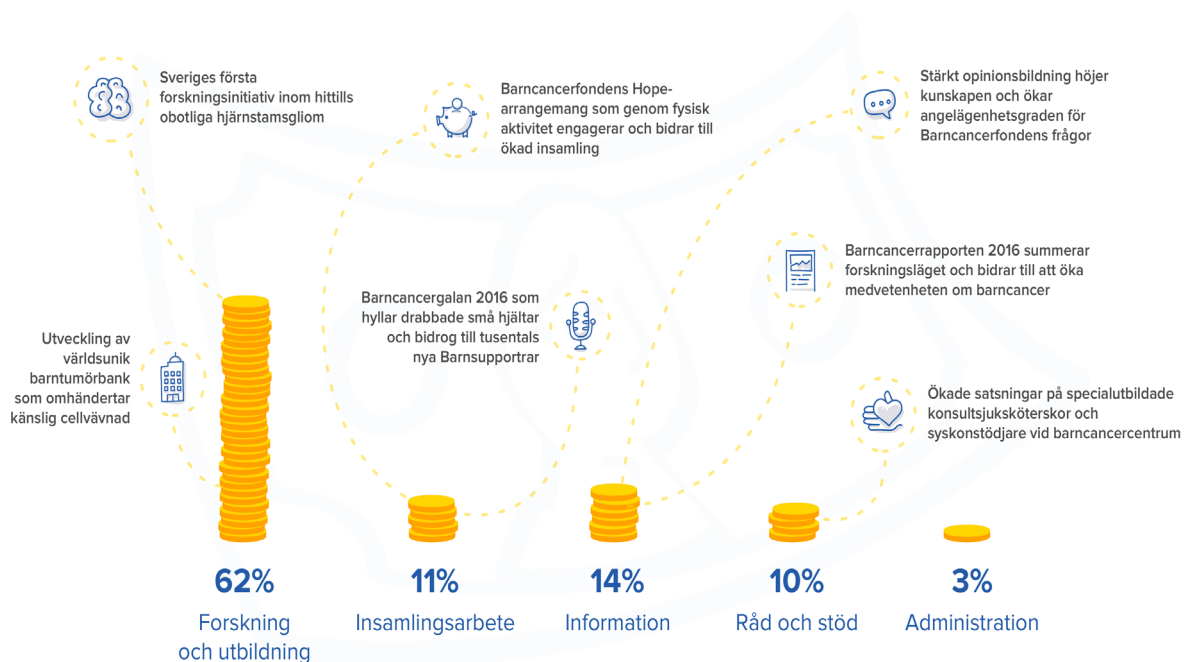 Sveriges första
forskningsinitiativ inom hittills
obotliga hjärnstamsgliom
Barncancerfondens Hope-
arrangemang som genom fysisk
aktivitet engagerar och bidrar till
ökad insamling
Stärkt opinionsbildning höjer
kunskapen och ökar
angelägenhetsgraden för
Barncancerfondens frågor
Barncancerrapporten 2016 summerar
forskningsläget och bidrar till att öka
medvetenheten om barncancer
Barncancergalan 2016 som
hyllar drabbade små hjältar
och bidrog till tusentals
nya Barnsupportrar
Utveckling av
världsunik
barntumörbank
som omhändertar
känslig cellvävnad
Ökade satsningar på specialutbildade
konsultsjuksköterskor och
syskonstödjare vid barncancercentrum
62%
Forskning
och utbildning
11%
Insamlingsarbete
14%
Information
10%
Råd och stöd
3%
Administration